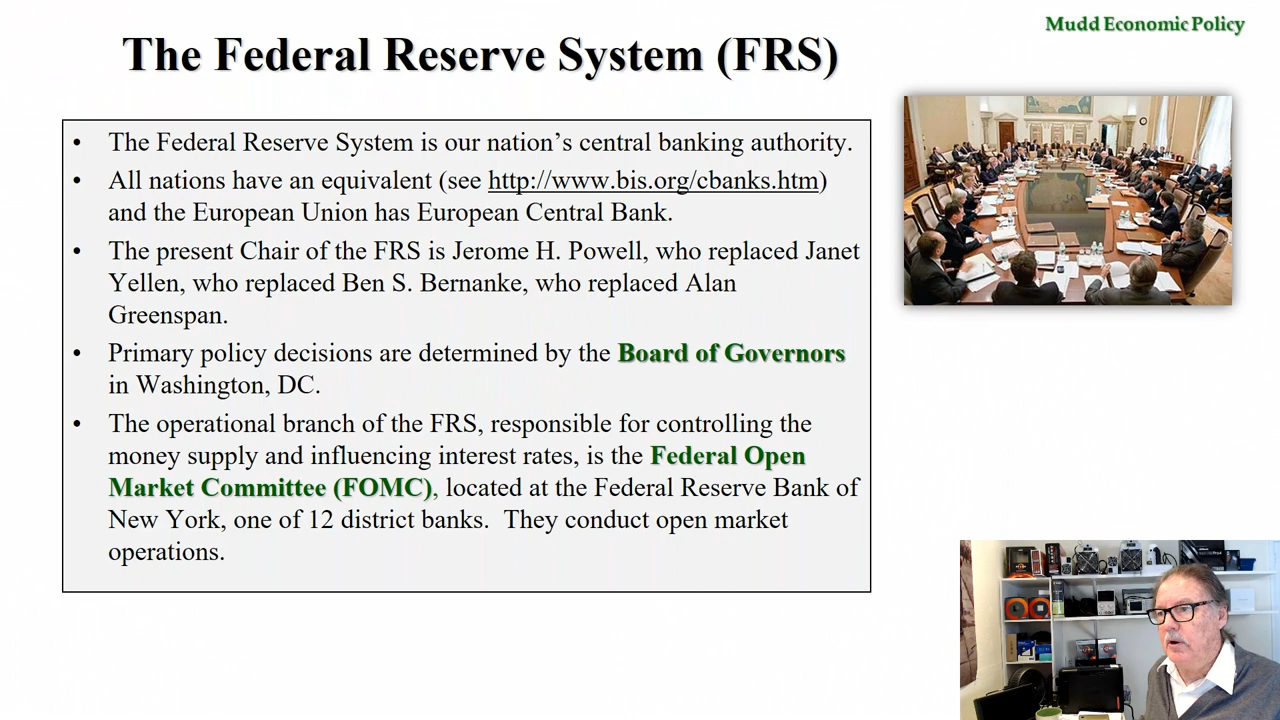 Mudd Economic Policy
The Federal Reserve System (FRS)
• The Federal Reserve System is our nation’s central banking authority.
• All nations have an equivalent (see http://www.bis.org/cbanks.htm)
and the European Union has European Central Bank.
• The present Chair of the FRS is Jerome H. Powell, who replaced Janet
Yellen, who replaced Ben S. Bernanke, who replaced Alan
Greenspan.
• Primary policy decisions are determined by the Board of Governors
in Washington, DC.
• The operational branch of the FRS, responsible for controlling the
money supply and influencing interest rates, is the Federal Open
Market Committee (FOMC), located at the Federal Reserve Bank of
New York, one of 12 district banks.  They conduct open market
operations.